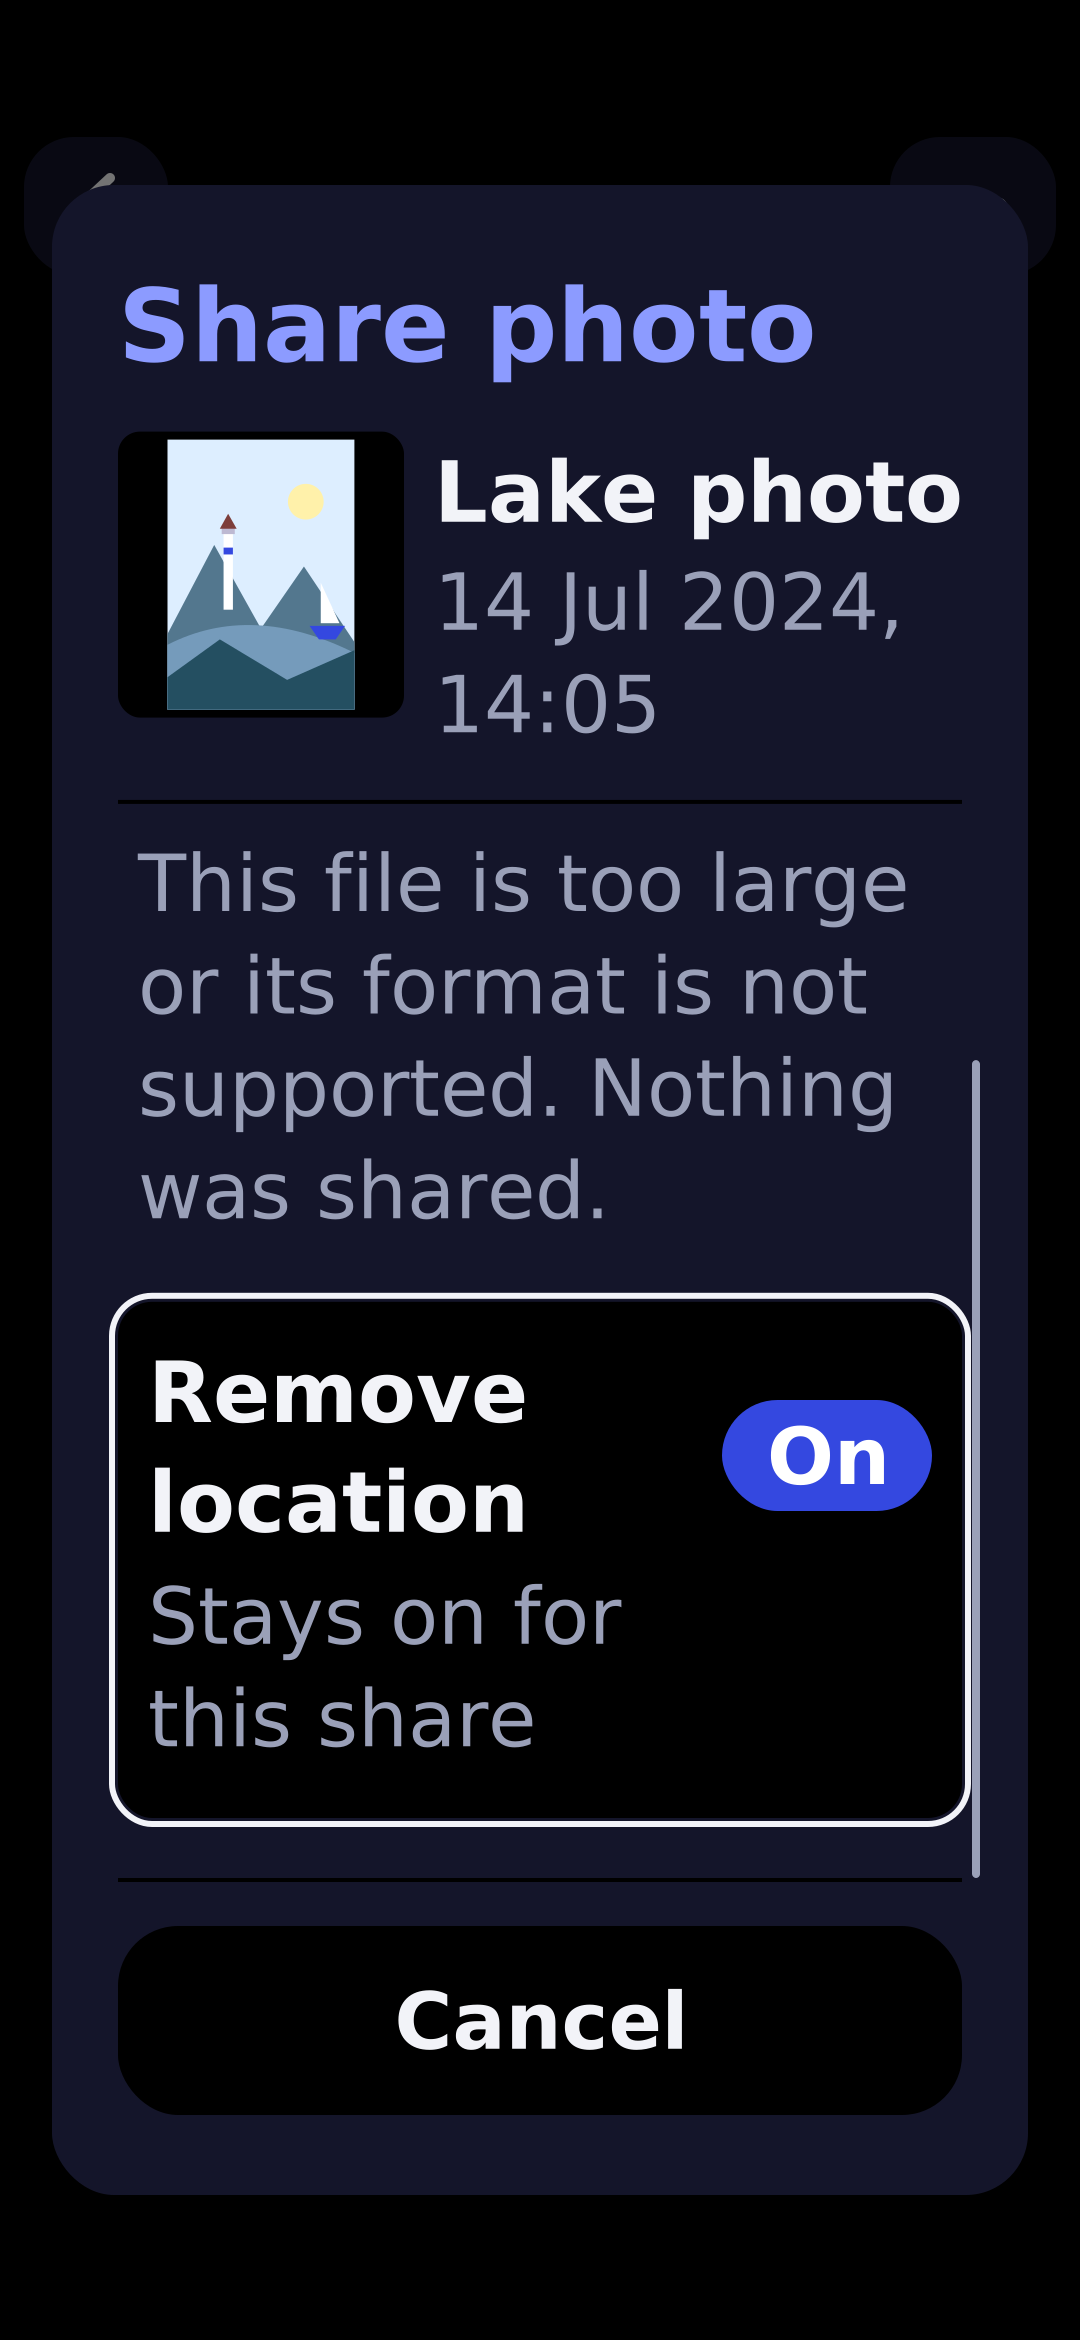 Share photo
Lake photo
14 Jul 2024,
14:05
This file is too large
or its format is not
supported. Nothing
was shared.
Remove
location
On
Stays on for
this share
Cancel